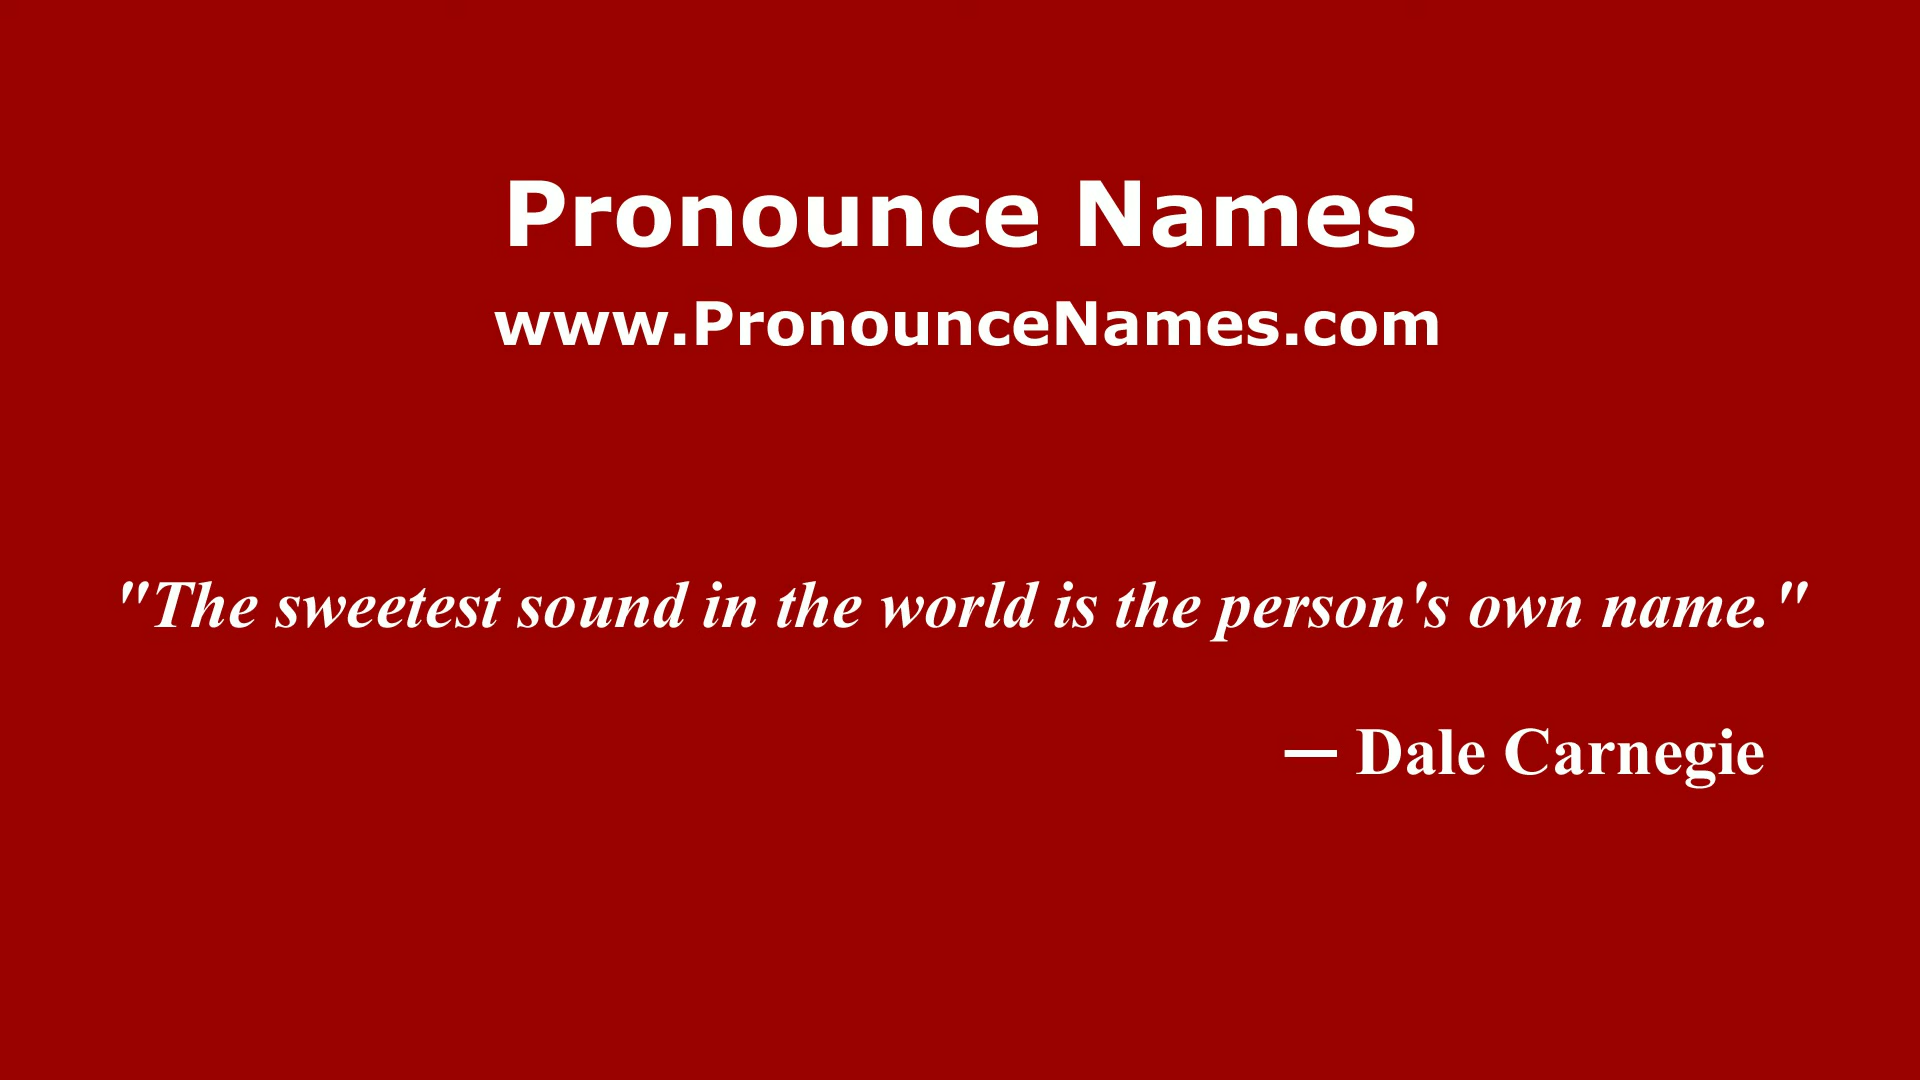 Pronounce Names
www.PronounceNames.com
"The sweetest sound in the world is the person's own name."
— Dale Carnegie